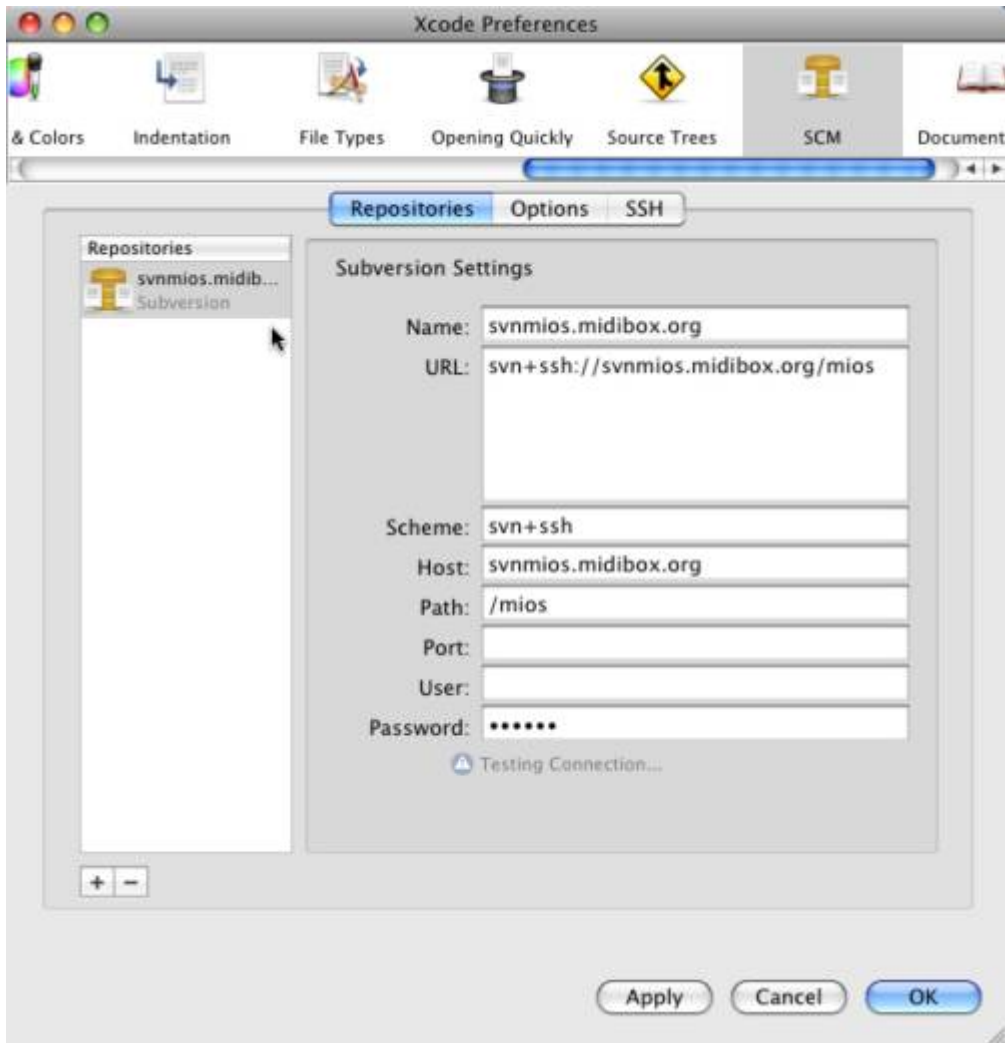 Xcode Preferences
& Colors Indentation File Types Opening Quickly Source Trees SCM Document
Repositories Options SSH
Repositories
svnmios.midib...
Subversion
Subversion Settings
Name: svnmios.midibox.org
URL: svn+ssh://svnmios.midibox.org/mios
Scheme: svn+ssh
Host: svnmios.midibox.org
Path: /mios
Port:
User:
Password: ••••••
Testing Connection...
+ −
Apply Cancel OK